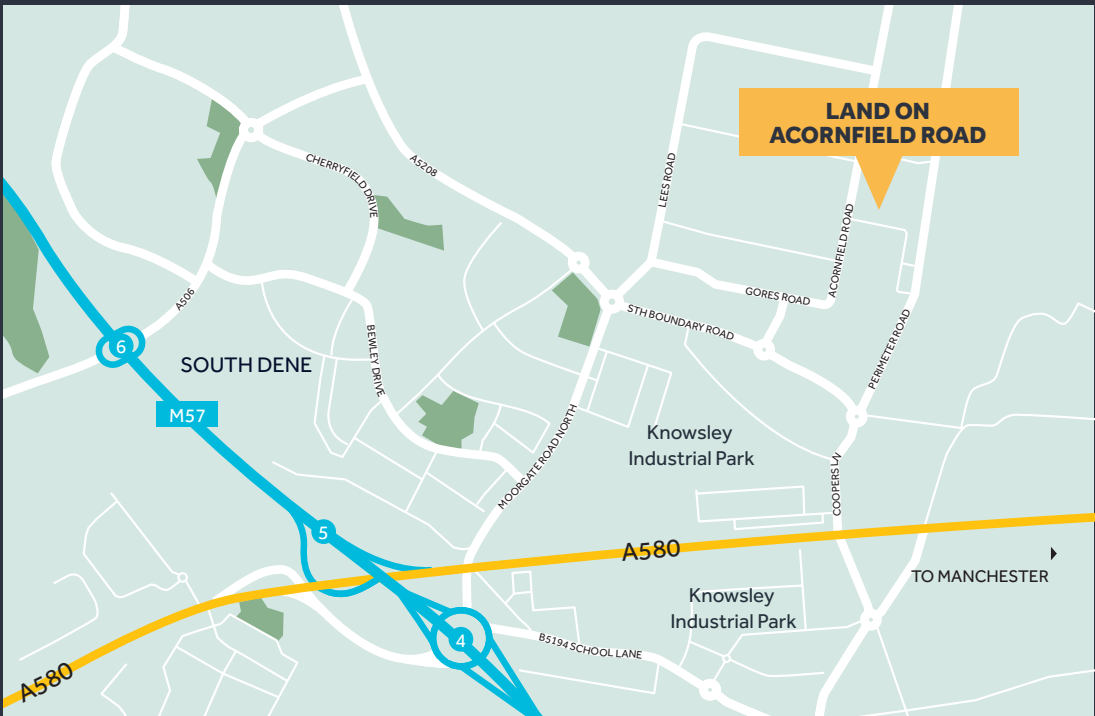 LAND ON
ACORNFIELD ROAD
CHERRYFIELD DRIVE
A5208
LEES ROAD
ACORNFIELD ROAD
A506
GORES ROAD
STH BOUNDARY ROAD
PERIMETER ROAD
6
SOUTH DENE
BEWLEY DRIVE
M57
Knowsley
Industrial Park
MOORGATE ROAD NORTH
COOPERS LN
5
A580
TO MANCHESTER
Knowsley
Industrial Park
4
B5194 SCHOOL LANE
A580